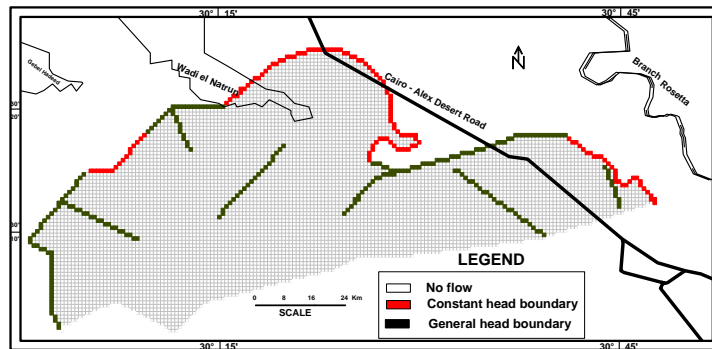 30° 15'
30° 45'
Gebel Hadeed
Wadi el Natrun
N
Cairo - Alex Desert Road
Branch Rosetta
30°
20'
30°
10'
LEGEND
No flow
Constant head boundary
General head boundary
0 8 16 24 Km
SCALE
30° 15'
30° 45'